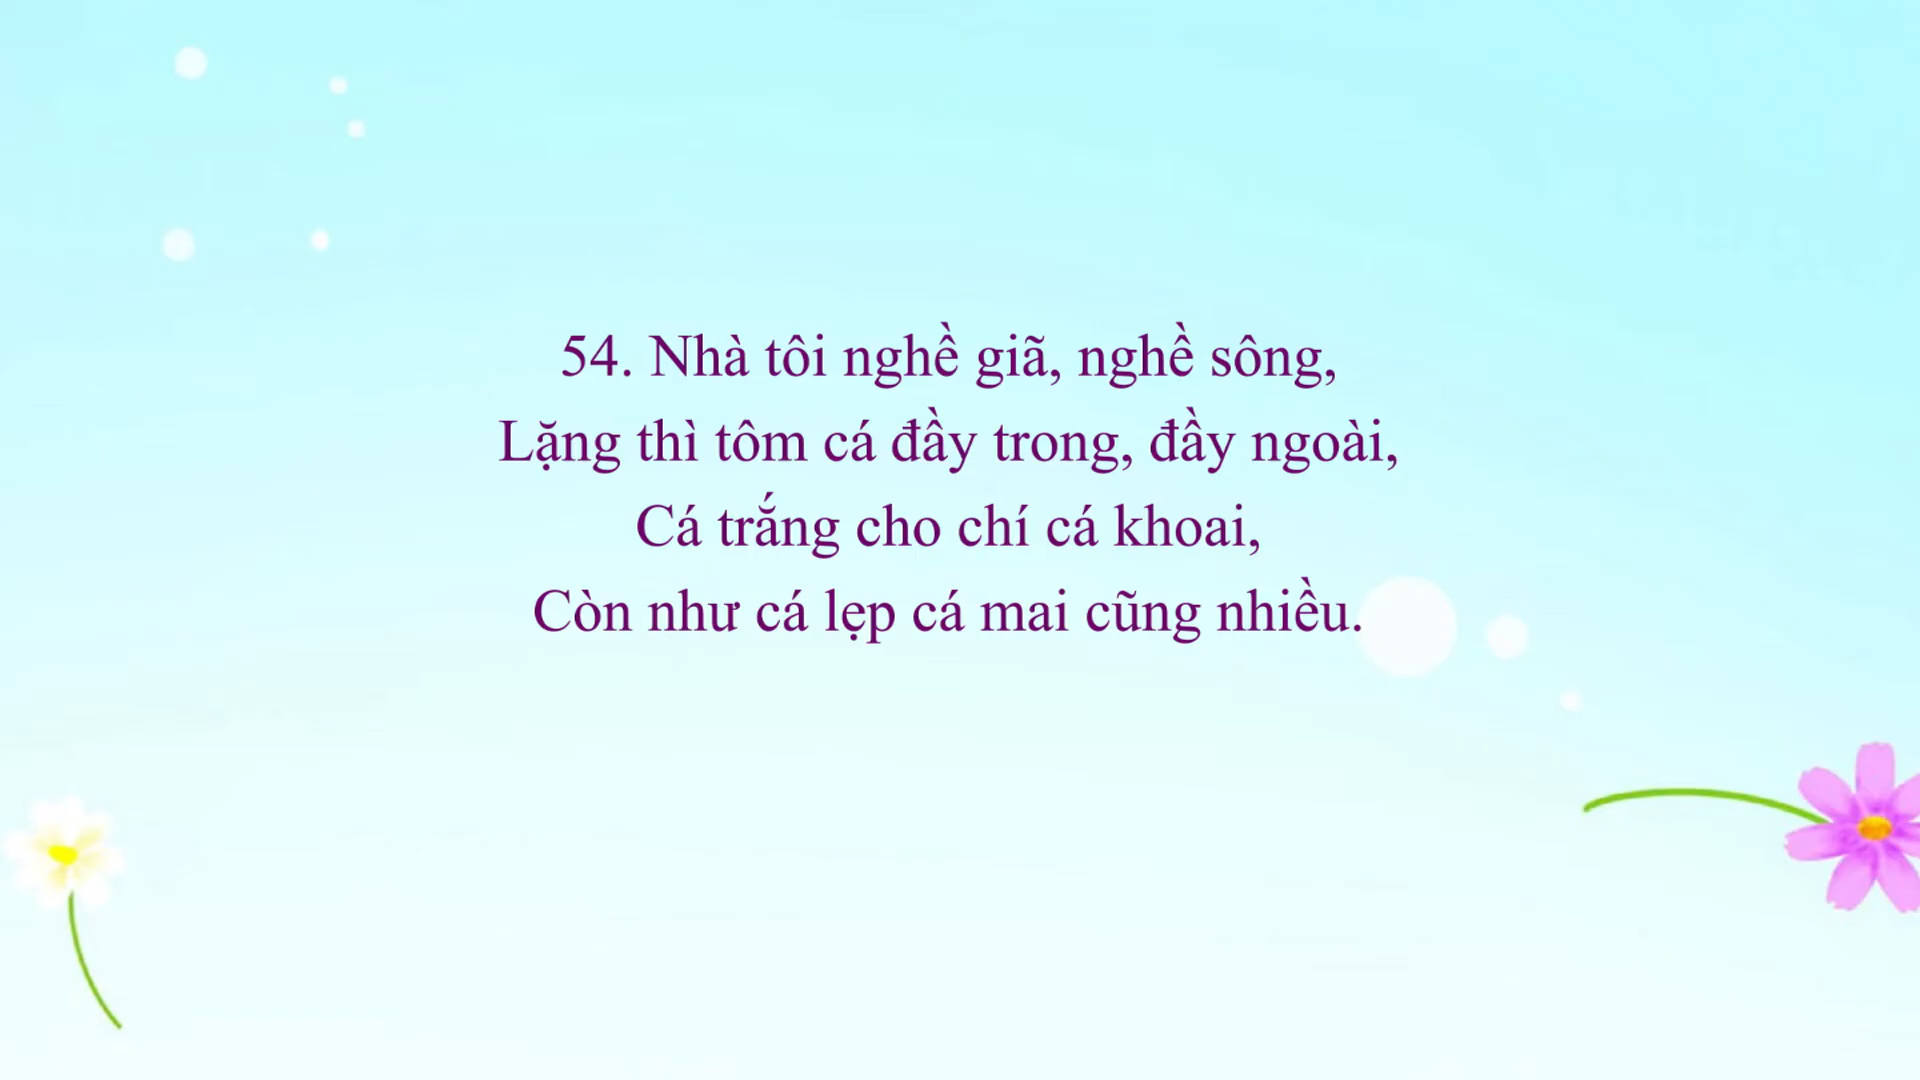 54. Nhà tôi nghề giã, nghề sông,
Lặng thì tôm cá đầy trong, đầy ngoài,
Cá trắng cho chí cá khoai,
Còn như cá lẹp cá mai cũng nhiều.